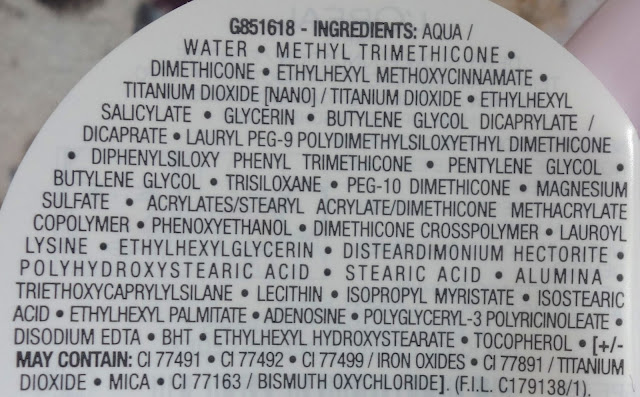 G851618 - INGREDIENTS: AQUA /
WATER • METHYL TRIMETHICONE •
DIMETHICONE • ETHYLHEXYL METHOXYCINNAMATE •
TITANIUM DIOXIDE [NANO] / TITANIUM DIOXIDE • ETHYLHEXYL
SALICYLATE • GLYCERIN • BUTYLENE GLYCOL DICAPRYLATE /
DICAPRATE • LAURYL PEG-9 POLYDIMETHYLSILOXYETHYL DIMETHICONE
• DIPHENYLSILOXY PHENYL TRIMETHICONE • PENTYLENE GLYCOL •
BUTYLENE GLYCOL • TRISILOXANE • PEG-10 DIMETHICONE • MAGNESIUM
SULFATE • ACRYLATES/STEARYL ACRYLATE/DIMETHICONE METHACRYLATE
COPOLYMER • PHENOXYETHANOL • DIMETHICONE CROSSPOLYMER • LAUROYL
LYSINE • ETHYLHEXYLGLYCERIN • DISTEARDIMONIUM HECTORITE •
POLYHYDROXYSTEARIC ACID • STEARIC ACID • ALUMINA •
TRIETHOXYCAPRYLYLSILANE • LECITHIN • ISOPROPYL MYRISTATE • ISOSTEARIC
ACID • ETHYLHEXYL PALMITATE • ADENOSINE • POLYGLYCERYL-3 POLYRICINOLEATE •
DISODIUM EDTA • BHT • ETHYLHEXYL HYDROXYSTEARATE • TOCOPHEROL • [+/-
MAY CONTAIN: CI 77491 • CI 77492 • CI 77499 / IRON OXIDES • CI 77891 / TITANIUM
DIOXIDE • MICA • CI 77163 / BISMUTH OXYCHLORIDE]. (F.I.L. C179138/1).